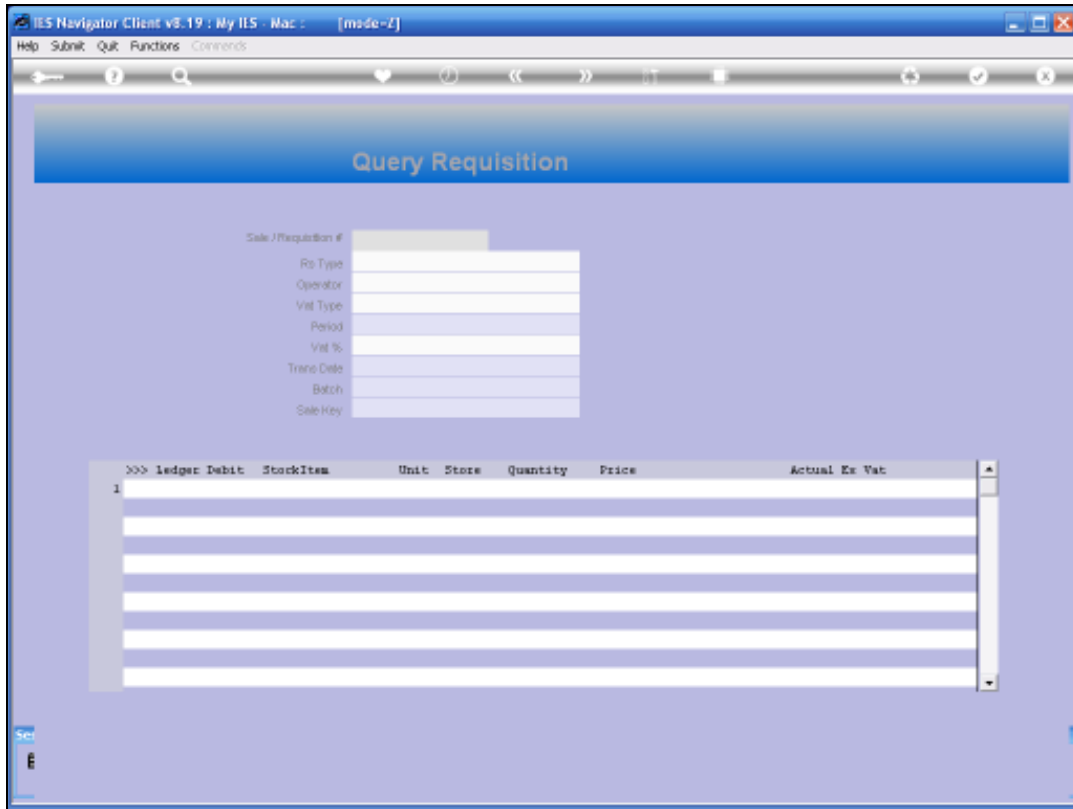 IES Navigator Client v8.19 : My IES - Mac : [mode=Z]
Help Submit Quit Functions Commands
Query Requisition
Sale / Requisition #
Rs Type
Operator
Vat Type
Period
Vat %
Trans Date
Batch
Sale Key
>>> Ledger Debit StockItem Unit Store Quantity Price Actual Ex Vat
1